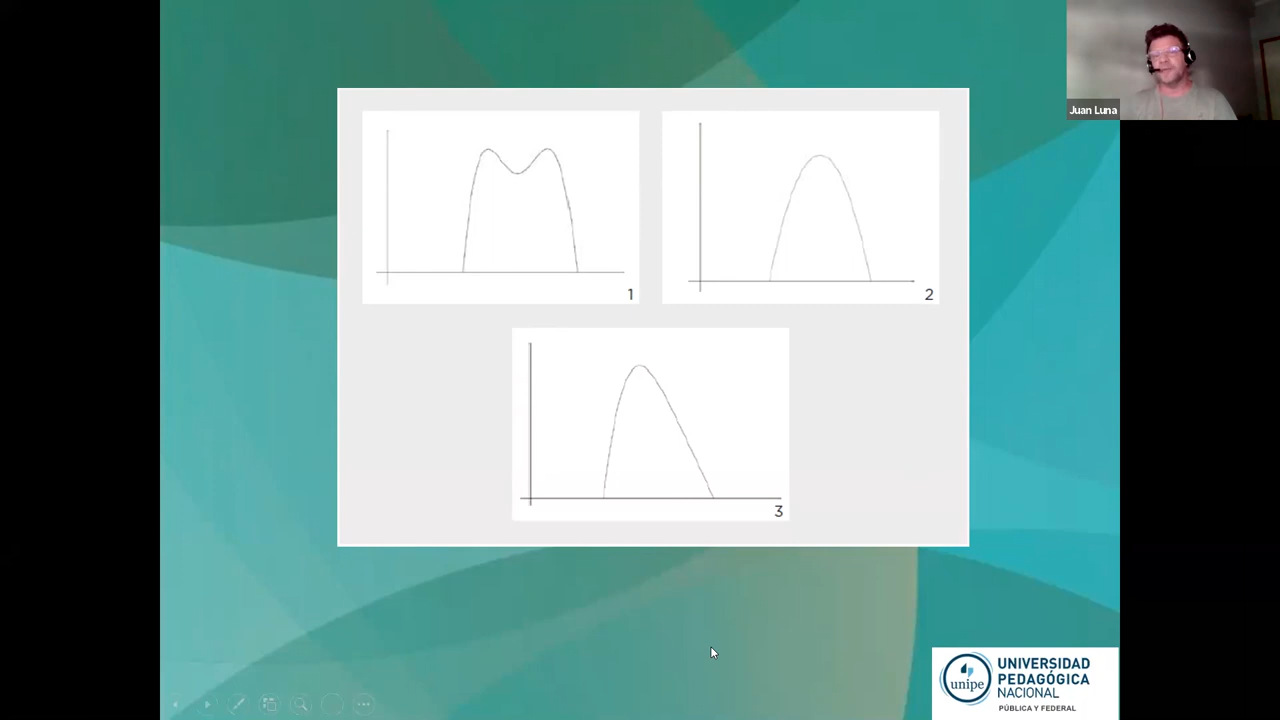 Juan Luna
1
2
3
unipe
UNIVERSIDAD
PEDAGÓGICA
NACIONAL
PÚBLICA Y FEDERAL